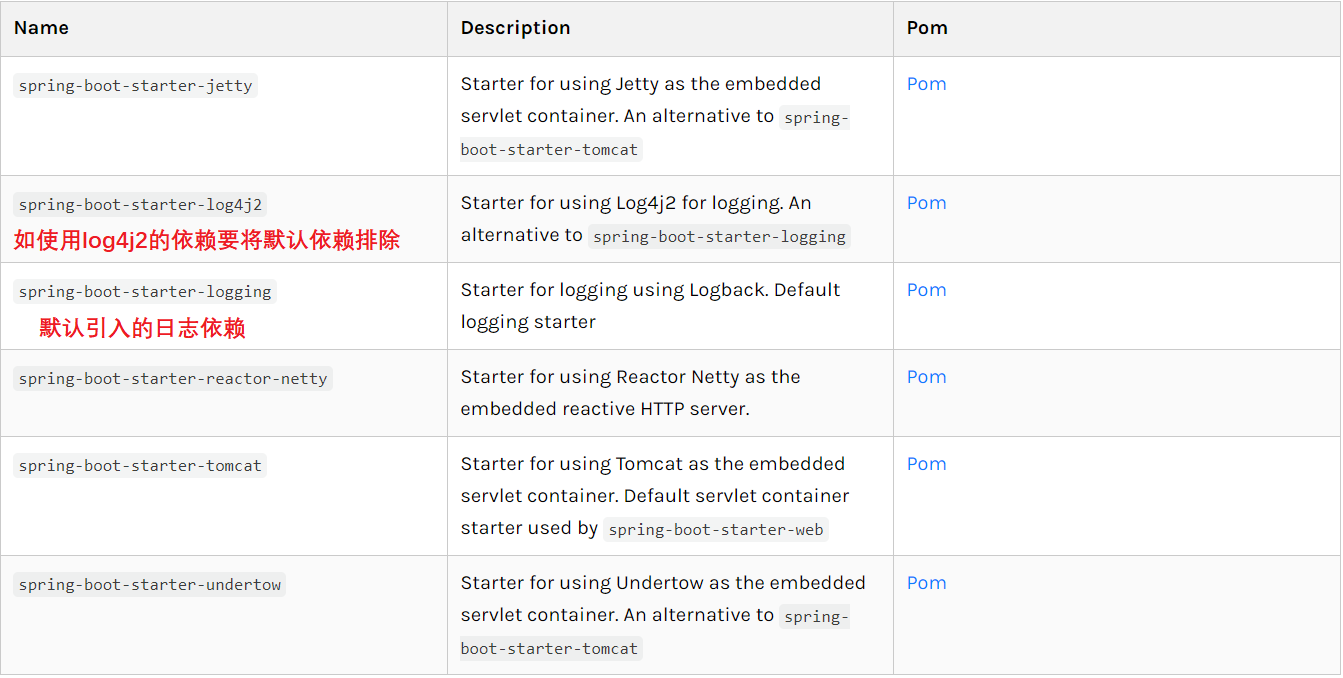 Name Description Pom
spring-boot-starter-jetty
Starter for using Jetty as the embedded
servlet container. An alternative to spring-
boot-starter-tomcat
Pom
spring-boot-starter-log4j2
如使用log4j2的依赖要将默认依赖排除
Starter for using Log4j2 for logging. An
alternative to spring-boot-starter-logging
Pom
spring-boot-starter-logging
默认引入的日志依赖
Starter for logging using Logback. Default
logging starter
Pom
spring-boot-starter-reactor-netty
Starter for using Reactor Netty as the
embedded reactive HTTP server.
Pom
spring-boot-starter-tomcat
Starter for using Tomcat as the embedded
servlet container. Default servlet container
starter used by spring-boot-starter-web
Pom
spring-boot-starter-undertow
Starter for using Undertow as the embedded
servlet container. An alternative to spring-
boot-starter-tomcat
Pom